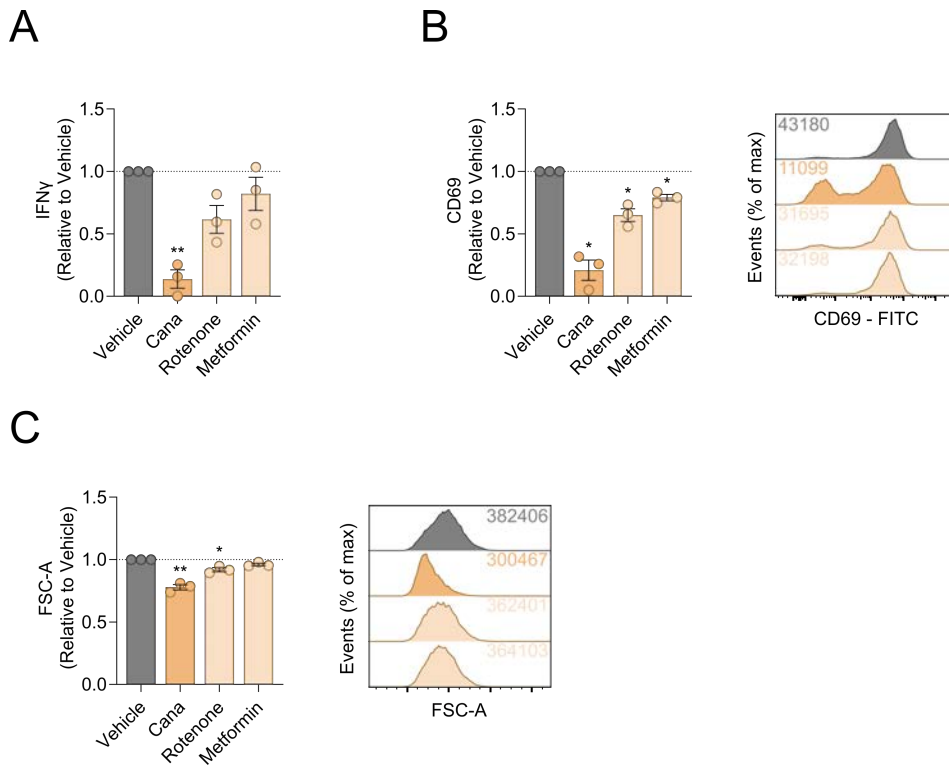 A
B
IFNγ
(Relative to Vehicle)
1.5
1.0
0.5
0.0
**
Vehicle
Cana
Rotenone
Metformin
CD69
(Relative to Vehicle)
1.5
1.0
0.5
0.0
*
*
*
Vehicle
Cana
Rotenone
Metformin
Events (% of max)
43180
11099
31695
32198
CD69 - FITC
C
FSC-A
(Relative to Vehicle)
1.5
1.0
0.5
0.0
**
*
Vehicle
Cana
Rotenone
Metformin
Events (% of max)
382406
300467
362401
364103
FSC-A